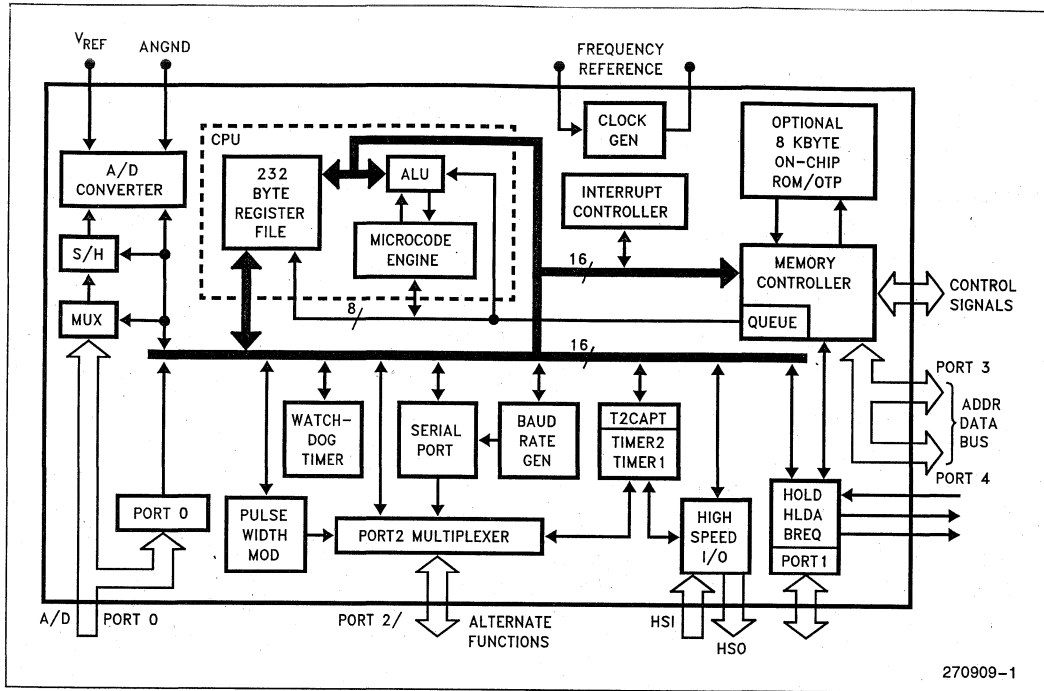 VREF
ANGND
FREQUENCY
REFERENCE
CPU
CLOCK
GEN
OPTIONAL
8 KBYTE
ON-CHIP
ROM/OTP
A/D
CONVERTER
232
BYTE
REGISTER
FILE
ALU
INTERRUPT
CONTROLLER
S/H
MICROCODE
ENGINE
16
MEMORY
CONTROLLER
CONTROL
SIGNALS
MUX
8
QUEUE
16
PORT 3
ADDR
DATA
BUS
PORT 4
WATCH-
DOG
TIMER
SERIAL
PORT
BAUD
RATE
GEN
T2CAPT
TIMER2
TIMER1
PORT 0
PULSE
WIDTH
MOD
PORT2 MULTIPLEXER
HIGH
SPEED
I/O
HOLD
HLDA
BREQ
PORT1
A/D
PORT 0
PORT 2/
ALTERNATE
FUNCTIONS
HSI
HSO
270909-1